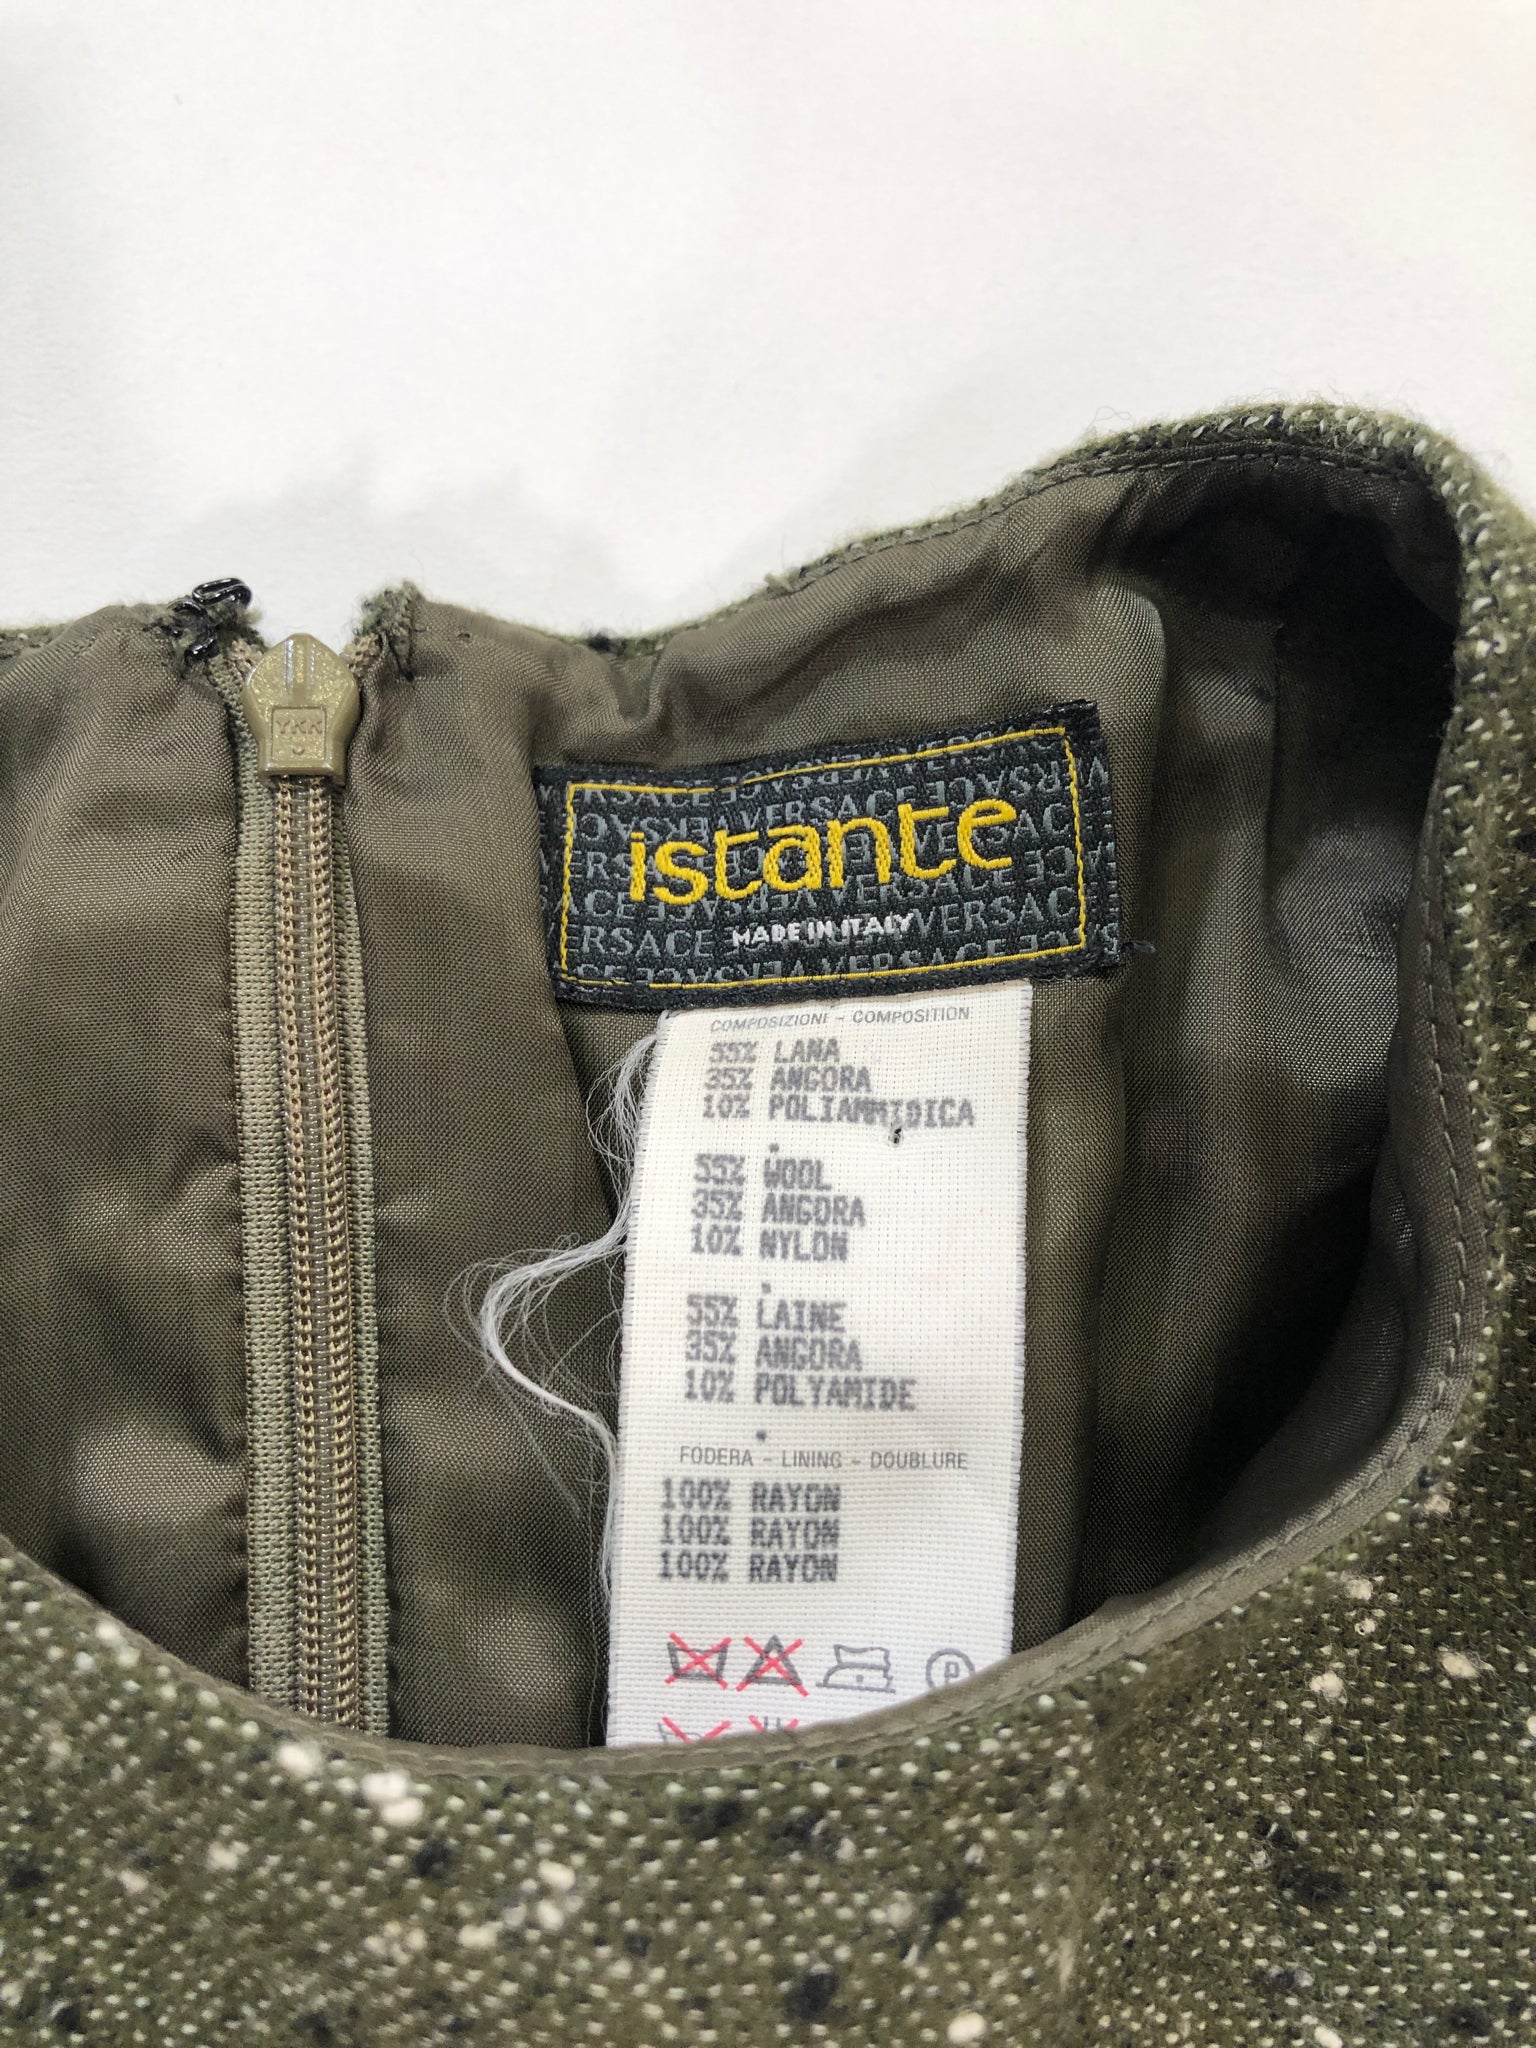 YKK
istante
VERSACE
MADE IN ITALY
COMPOSIZIONI - COMPOSITION
55% LANA
35% ANGORA
10% POLIAMMIDICA
.
55% WOOL
35% ANGORA
10% NYLON
.
55% LAINE
35% ANGORA
10% POLYAMIDE
.
FODERA - LINING - DOUBLURE
100% RAYON
100% RAYON
100% RAYON
P